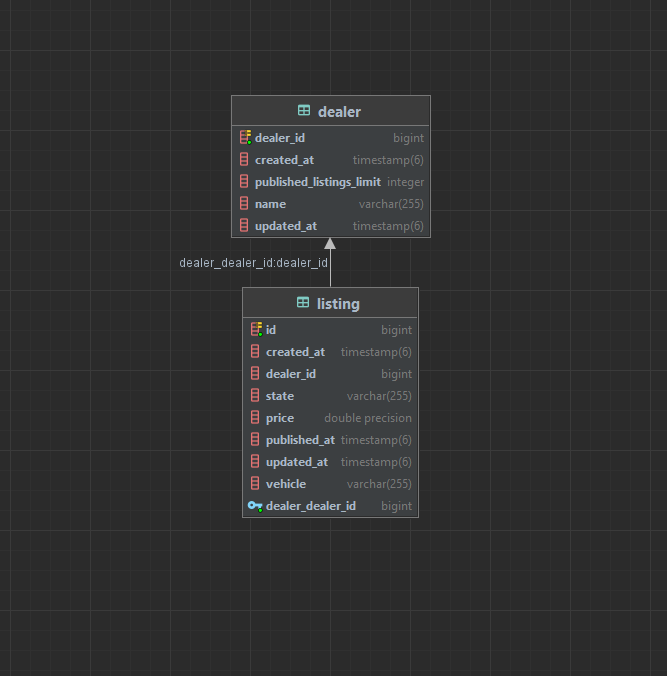 dealer
dealer_id bigint
created_at timestamp(6)
published_listings_limit integer
name varchar(255)
updated_at timestamp(6)
dealer_dealer_id:dealer_id
listing
id bigint
created_at timestamp(6)
dealer_id bigint
state varchar(255)
price double precision
published_at timestamp(6)
updated_at timestamp(6)
vehicle varchar(255)
dealer_dealer_id bigint